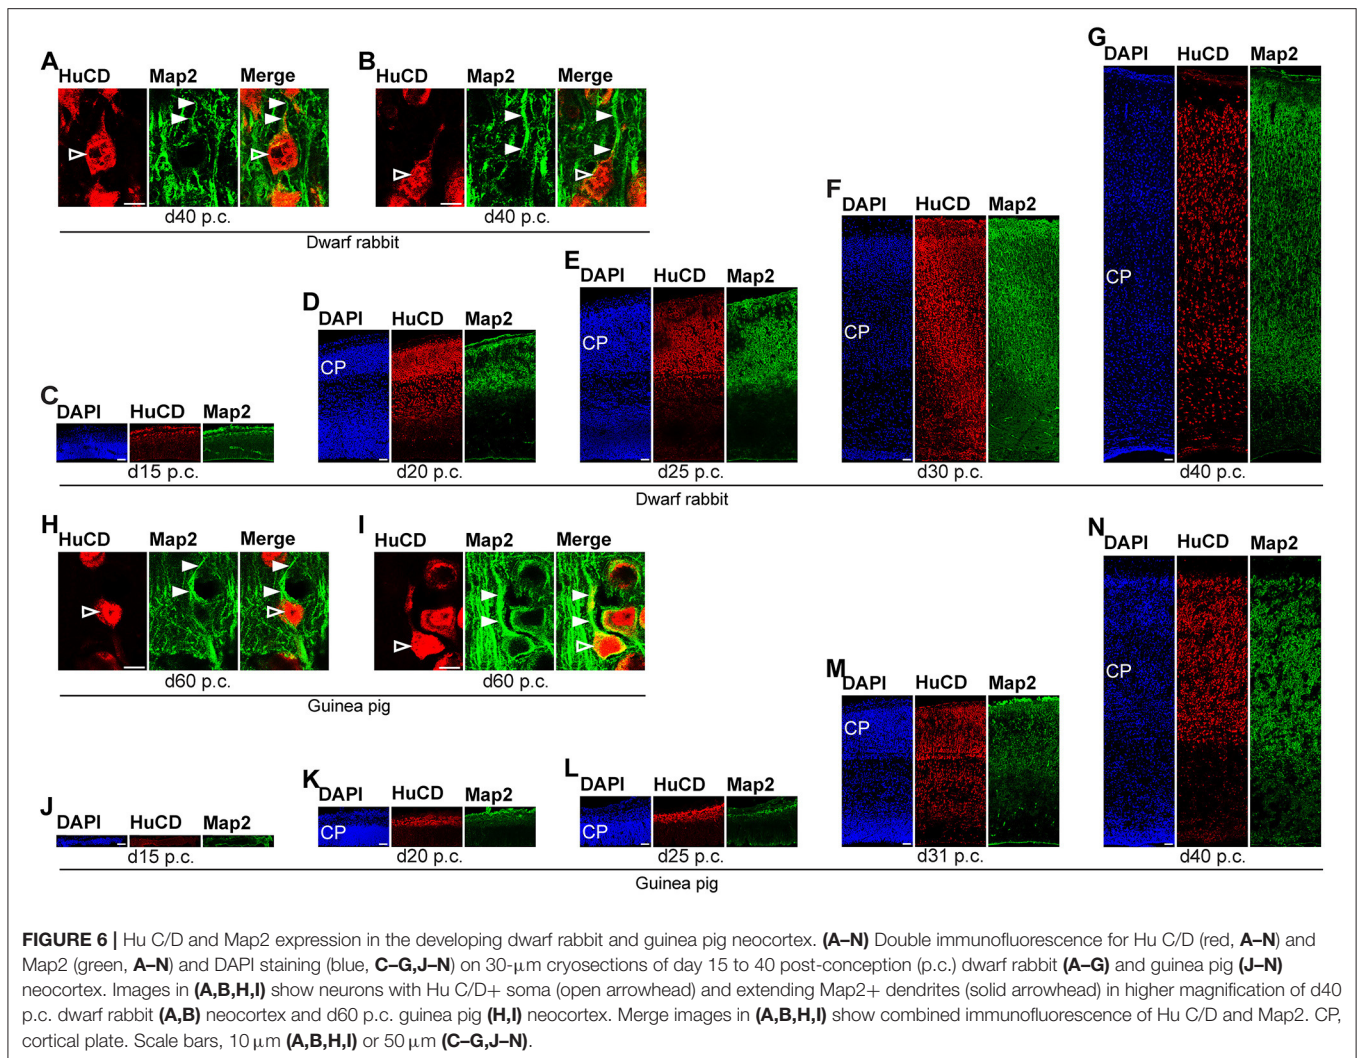 A
HuCD Map2 Merge
d40 p.c.
B
HuCD Map2 Merge
d40 p.c.
Dwarf rabbit
C
DAPI HuCD Map2
d15 p.c.
D
DAPI HuCD Map2
CP
d20 p.c.
E
DAPI HuCD Map2
CP
d25 p.c.
F
DAPI HuCD Map2
CP
d30 p.c.
G
DAPI HuCD Map2
CP
d40 p.c.
Dwarf rabbit
H
HuCD Map2 Merge
d60 p.c.
I
HuCD Map2 Merge
d60 p.c.
Guinea pig
J
DAPI HuCD Map2
d15 p.c.
K
DAPI HuCD Map2
CP
d20 p.c.
L
DAPI HuCD Map2
CP
d25 p.c.
M
DAPI HuCD Map2
CP
d31 p.c.
N
DAPI HuCD Map2
CP
d40 p.c.
Guinea pig
FIGURE 6 | Hu C/D and Map2 expression in the developing dwarf rabbit and guinea pig neocortex. (A–N) Double immunofluorescence for Hu C/D (red, A–N) and
Map2 (green, A–N) and DAPI staining (blue, C–G,J–N) on 30-μm cryosections of day 15 to 40 post-conception (p.c.) dwarf rabbit (A–G) and guinea pig (J–N)
neocortex. Images in (A,B,H,I) show neurons with Hu C/D+ soma (open arrowhead) and extending Map2+ dendrites (solid arrowhead) in higher magnification of d40
p.c. dwarf rabbit (A,B) neocortex and d60 p.c. guinea pig (H,I) neocortex. Merge images in (A,B,H,I) show combined immunofluorescence of Hu C/D and Map2. CP,
cortical plate. Scale bars, 10 μm (A,B,H,I) or 50 μm (C–G,J–N).